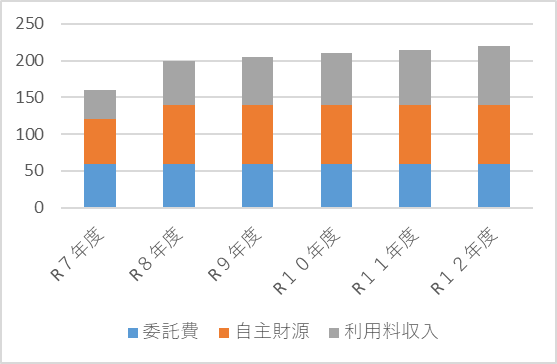 250
200
150
100
50
0
R７年度
R８年度
R９年度
R１０年度
R１１年度
R１２年度
委託費 自主財源 利用料収入